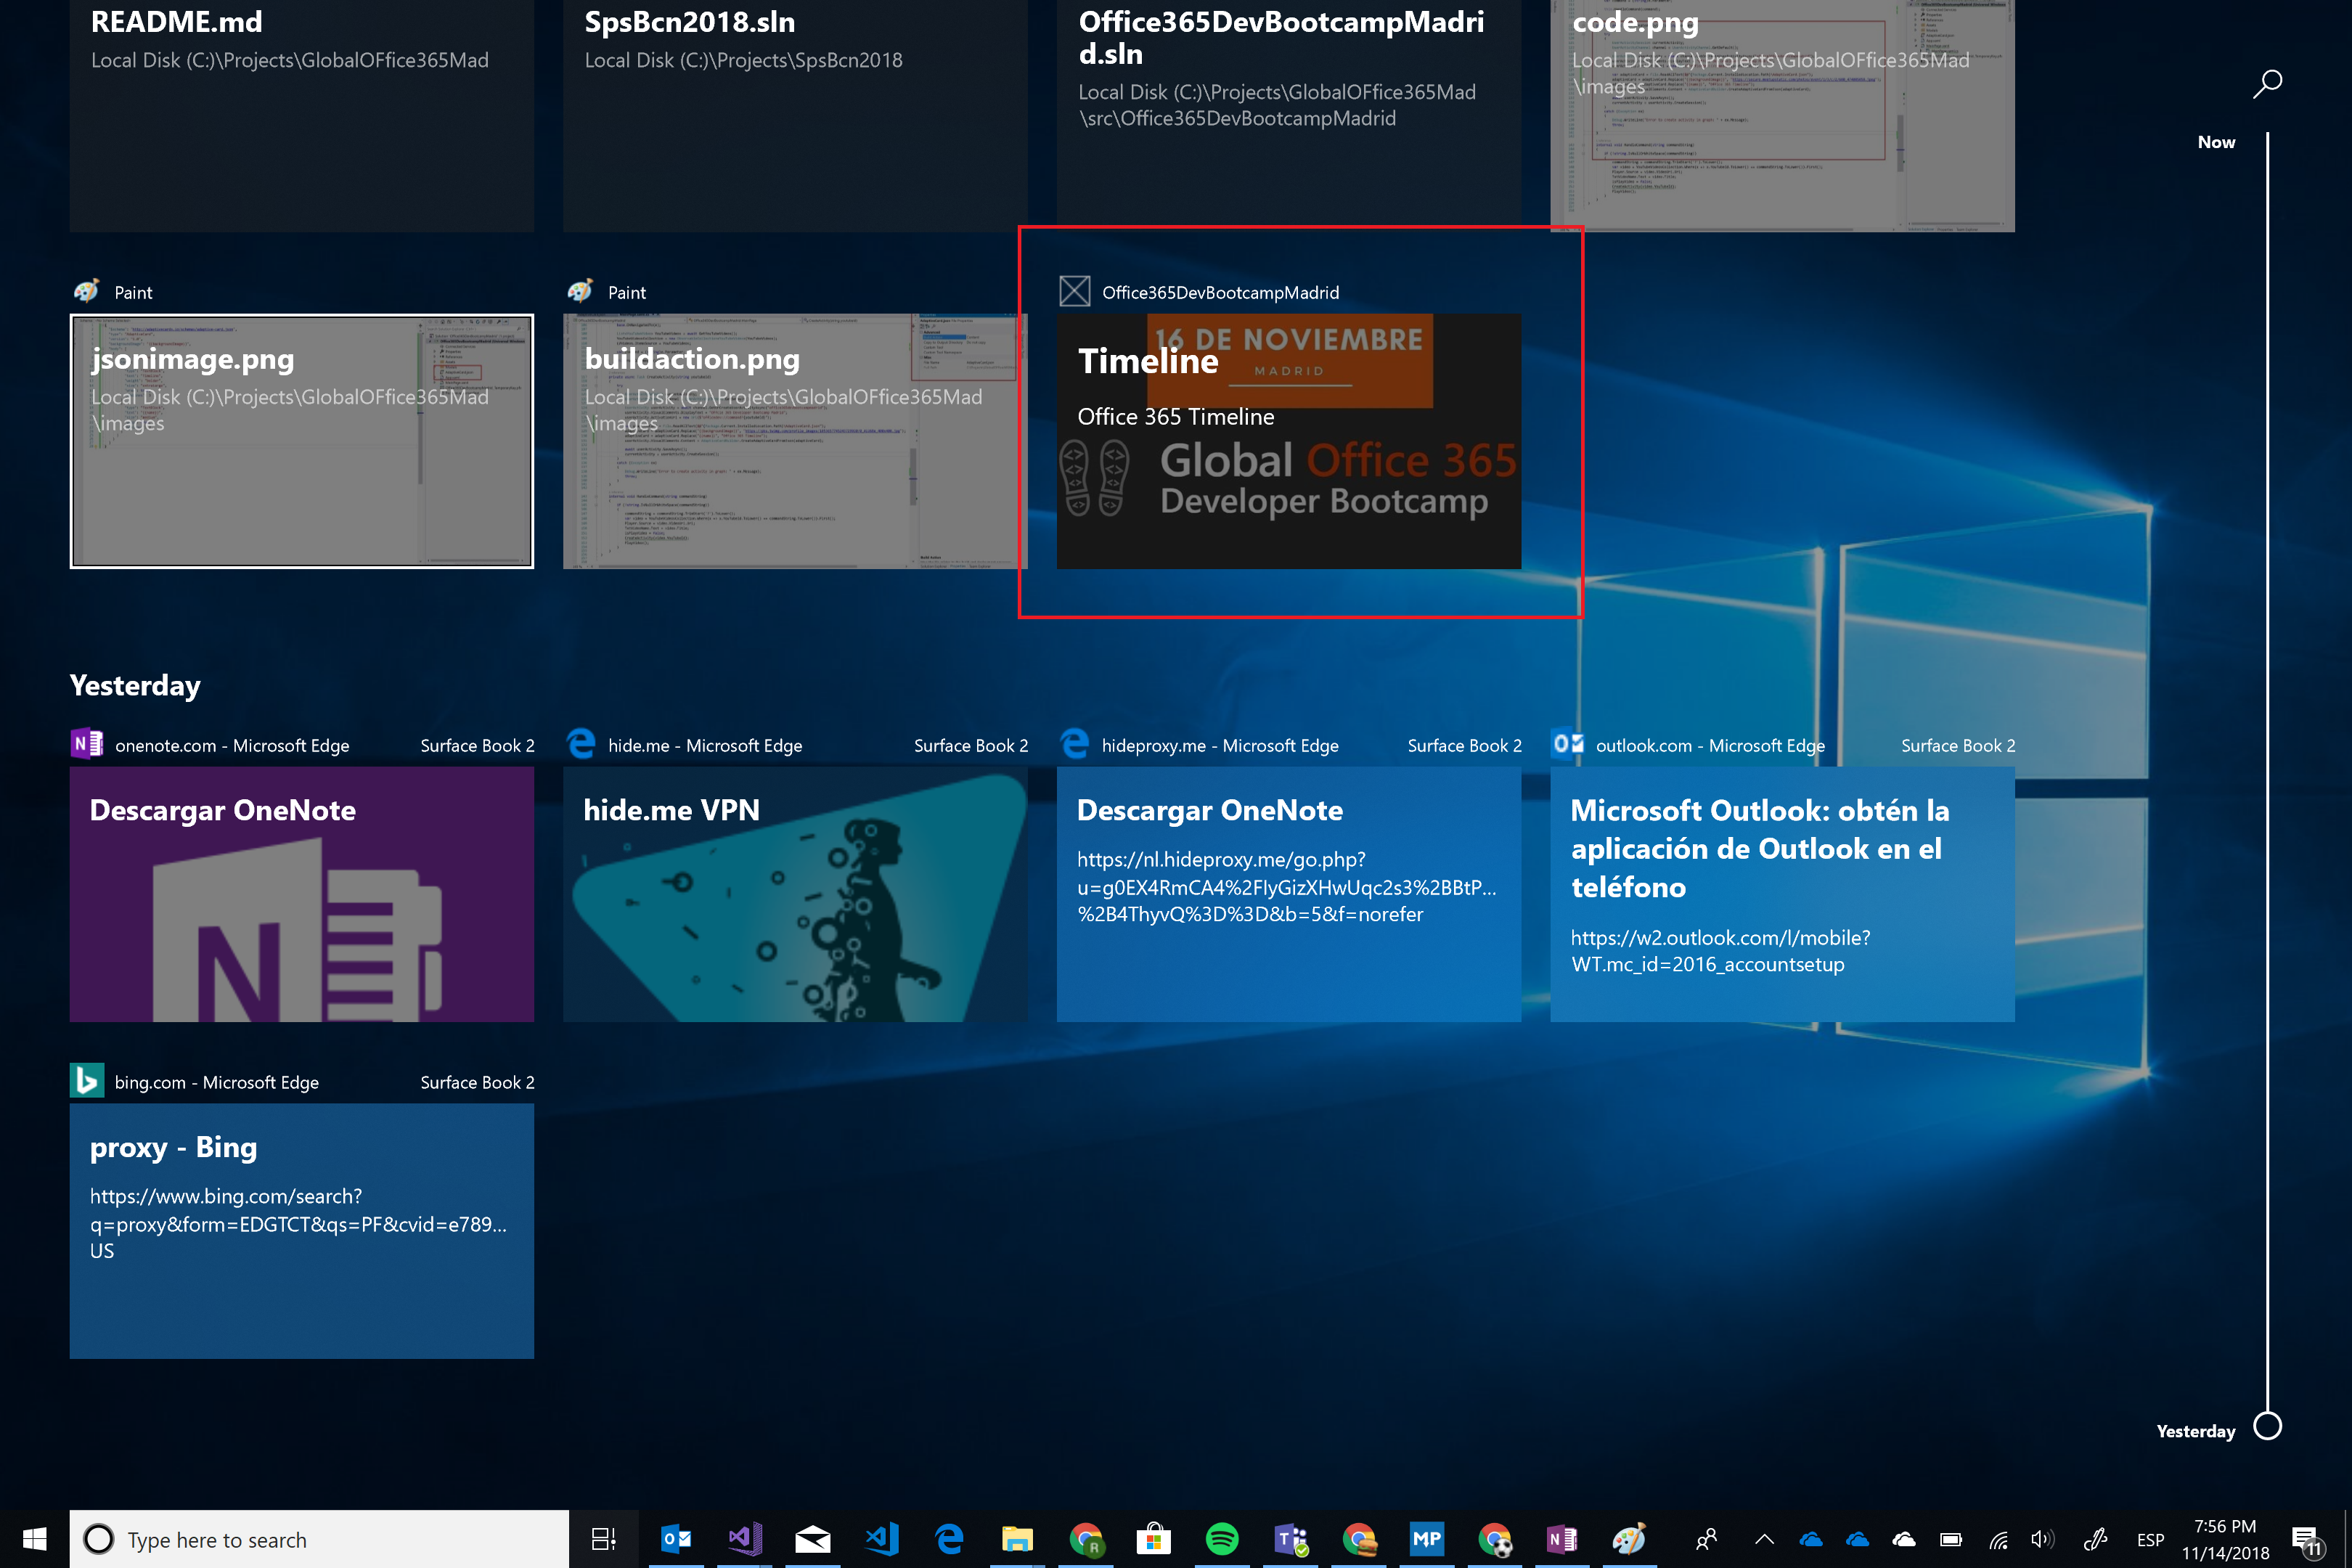 README.md
Local Disk (C:)\Projects\GlobalOFfice365Mad
SpsBcn2018.sln
Local Disk (C:)\Projects\SpsBcn2018
Office365DevBootcampMadri
d.sln
Local Disk (C:)\Projects\GlobalOFfice365Mad
\src\Office365DevBootcampMadrid
code.png
Local Disk (C:)\Projects\GlobalOFfice365Mad
\images
Now
Paint
jsonimage.png
Local Disk (C:)\Projects\GlobalOFfice365Mad
\images
Paint
buildaction.png
Local Disk (C:)\Projects\GlobalOFfice365Mad
\images
Office365DevBootcampMadrid
16 DE NOVIEMBRE
Timeline
MADRID
Office 365 Timeline
Global Office 365
Developer Bootcamp
Yesterday
onenote.com - Microsoft Edge
Surface Book 2
Descargar OneNote
hide.me - Microsoft Edge
Surface Book 2
hide.me VPN
hideproxy.me - Microsoft Edge
Surface Book 2
Descargar OneNote
https://nl.hideproxy.me/go.php?
u=g0EX4RmCA4%2FIyGizXHwUqc2s3%2BBtP...
%2B4ThyvQ%3D%3D&b=5&f=norefer
outlook.com - Microsoft Edge
Surface Book 2
Microsoft Outlook: obtén la
aplicación de Outlook en el
teléfono
https://w2.outlook.com/l/mobile?
WT.mc_id=2016_accountsetup
bing.com - Microsoft Edge
Surface Book 2
proxy - Bing
https://www.bing.com/search?
q=proxy&form=EDGTCT&qs=PF&cvid=e789...
US
Yesterday
Type here to search
MP
ESP
7:56 PM
11/14/2018
11